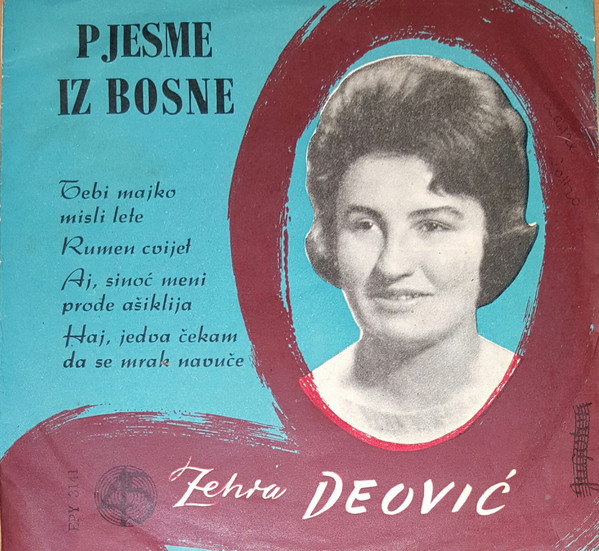 PJESME
IZ BOSNE
Tebi majko
misli lete
Rumen cvijet
Aj, sinoć meni
prođe ašiklija
Haj, jedva čekam
da se mrak navuče
Zehra DEOVIĆ
EPY 3141